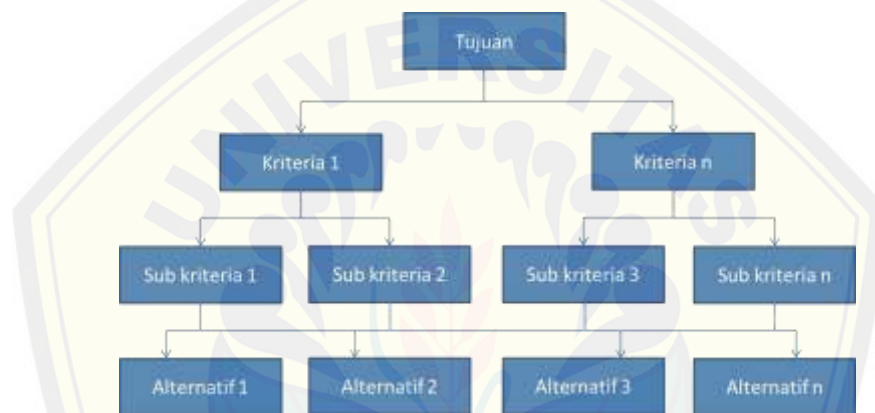 UNIVERSITAS
Tujuan
Kriteria 1
Kriteria n
Sub kriteria 1
Sub kriteria 2
Sub kriteria 3
Sub kriteria n
Alternatif 1
Alternatif 2
Alternatif 3
Alternatif n